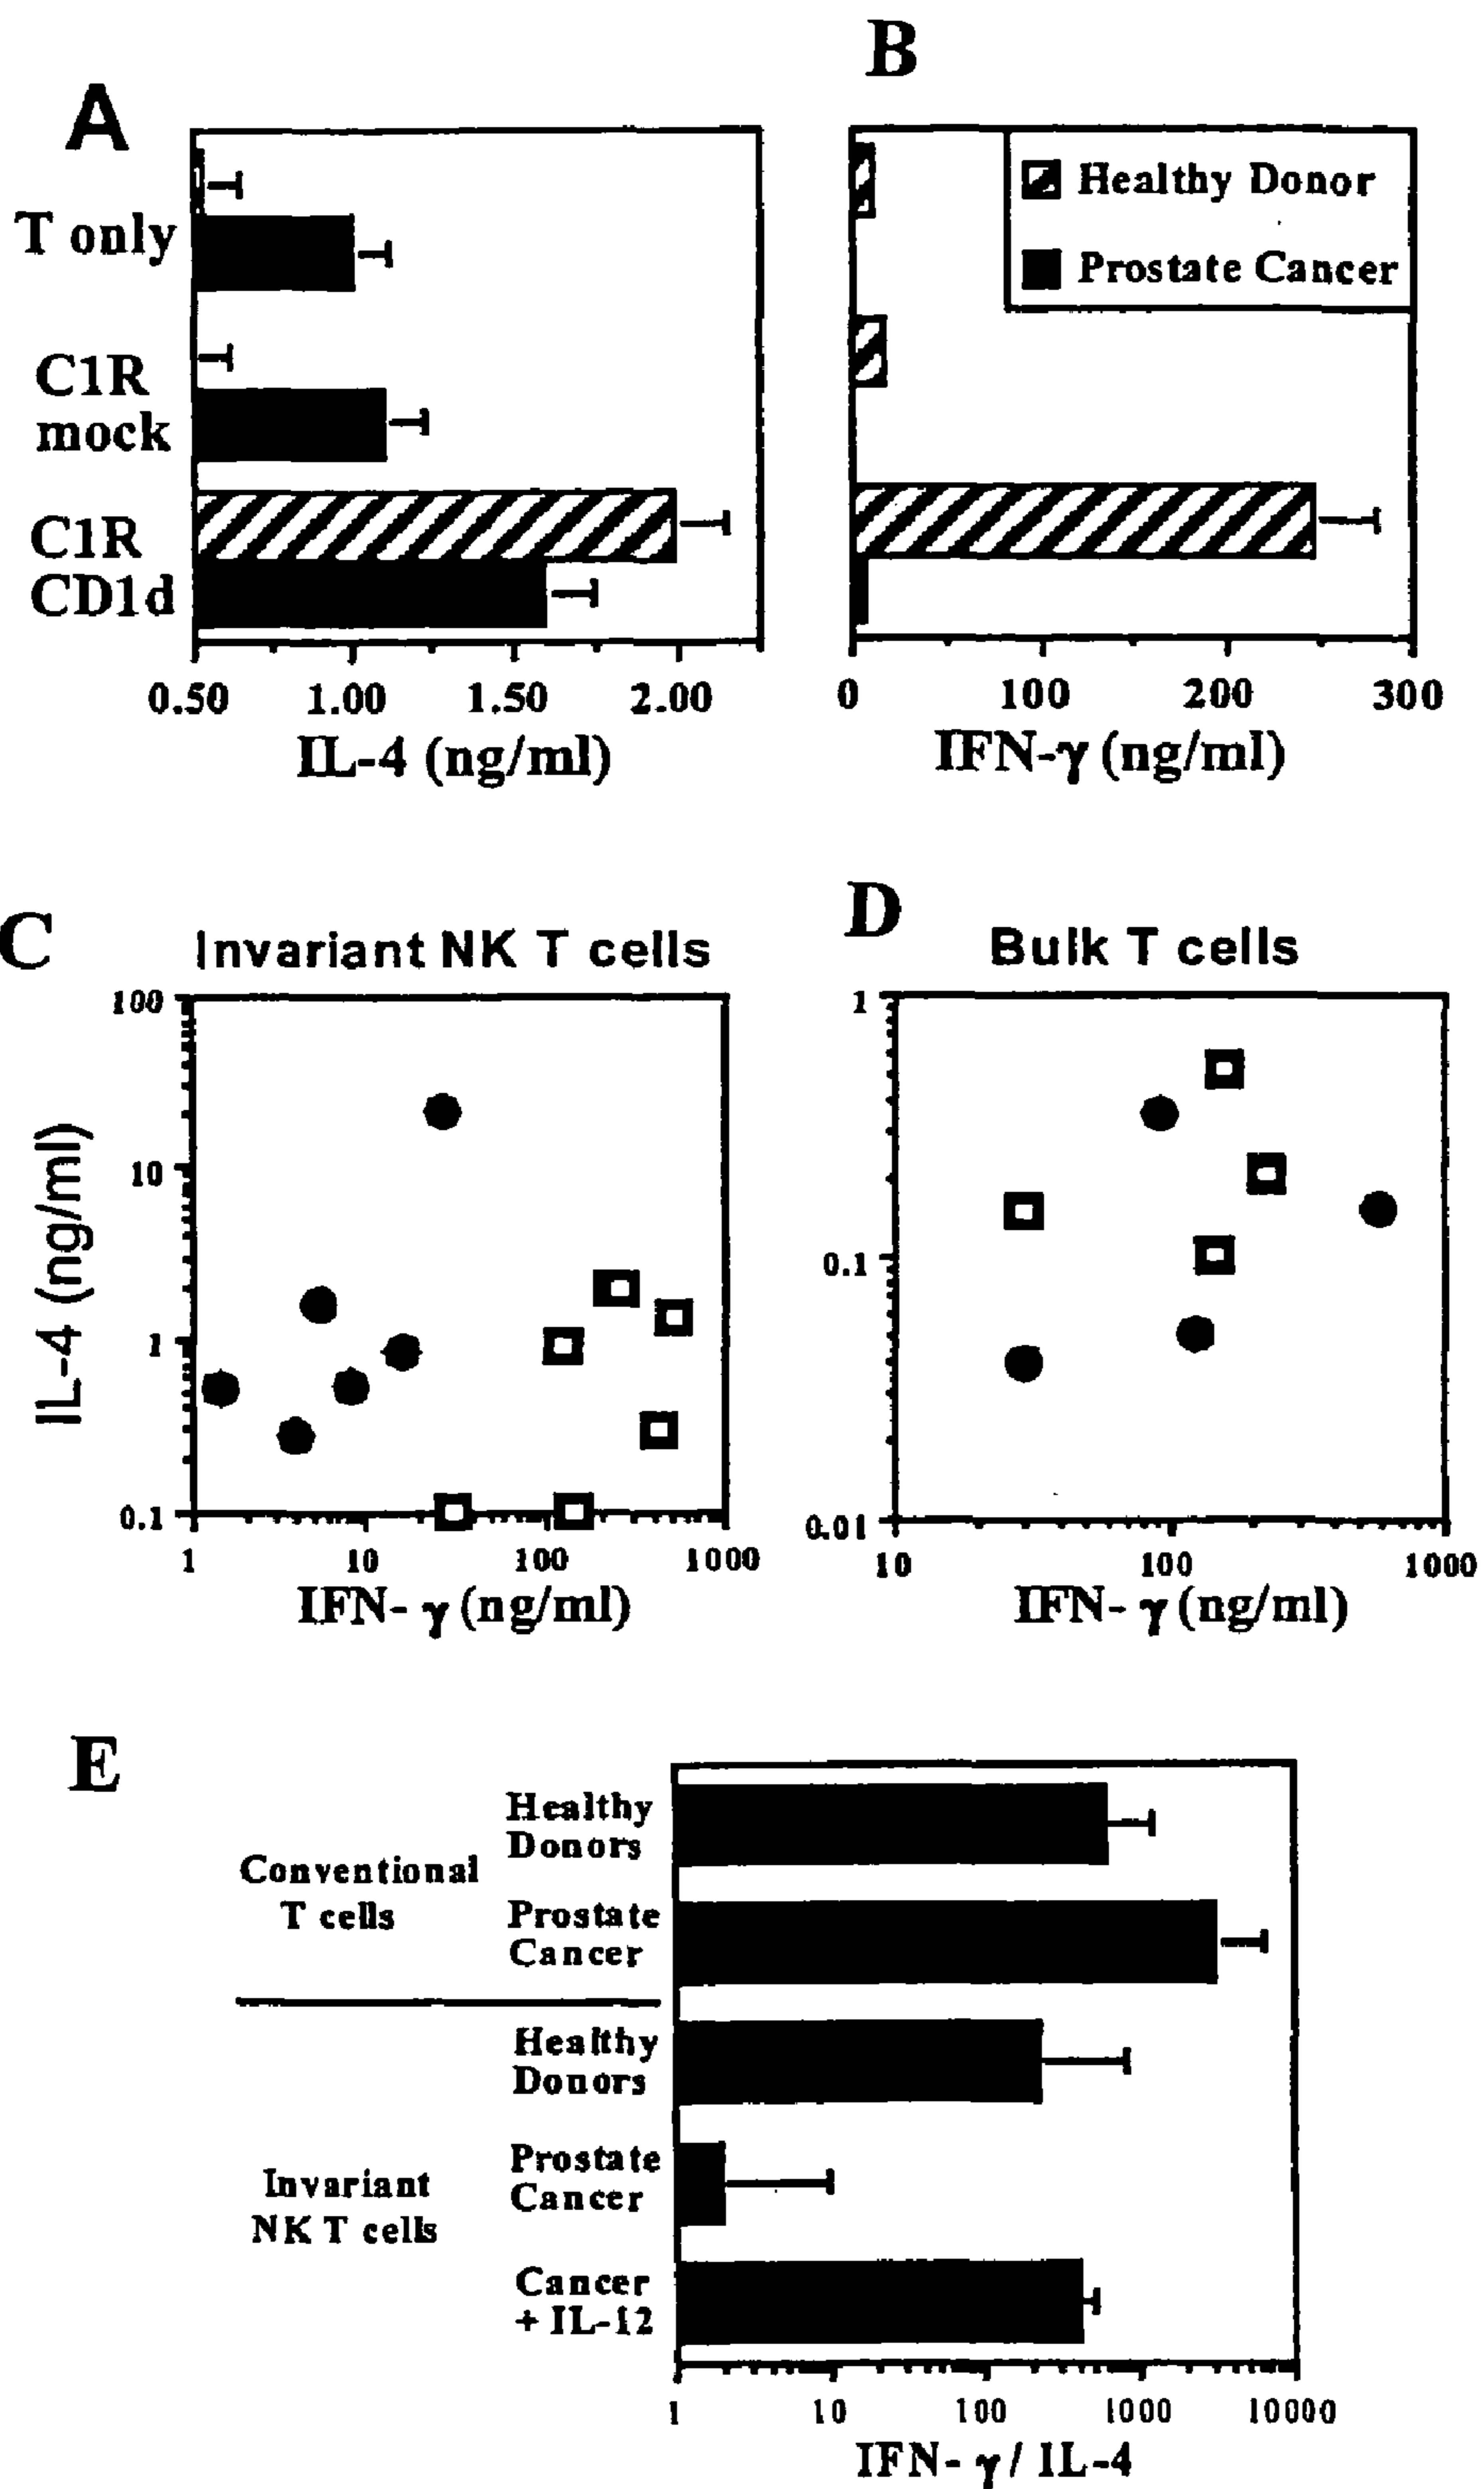 A
T only
C1R
mock
C1R
CD1d
0.50 1.00 1.50 2.00
IL-4 (ng/ml)
B
Healthy Donor
Prostate Cancer
0 100 200 300
IFN-γ (ng/ml)
C
Invariant NK T cells
100
10
1
0.1
IL-4 (ng/ml)
1 10 100 1000
IFN- γ (ng/ml)
D
Bulk T cells
1
0.1
0.01
10 100 1000
IFN- γ (ng/ml)
E
Conventional
T cells
Healthy
Donors
Prostate
Cancer
Invariant
NK T cells
Healthy
Donors
Prostate
Cancer
Cancer
+ IL-12
1 10 100 1000 10000
IFN- γ / IL-4